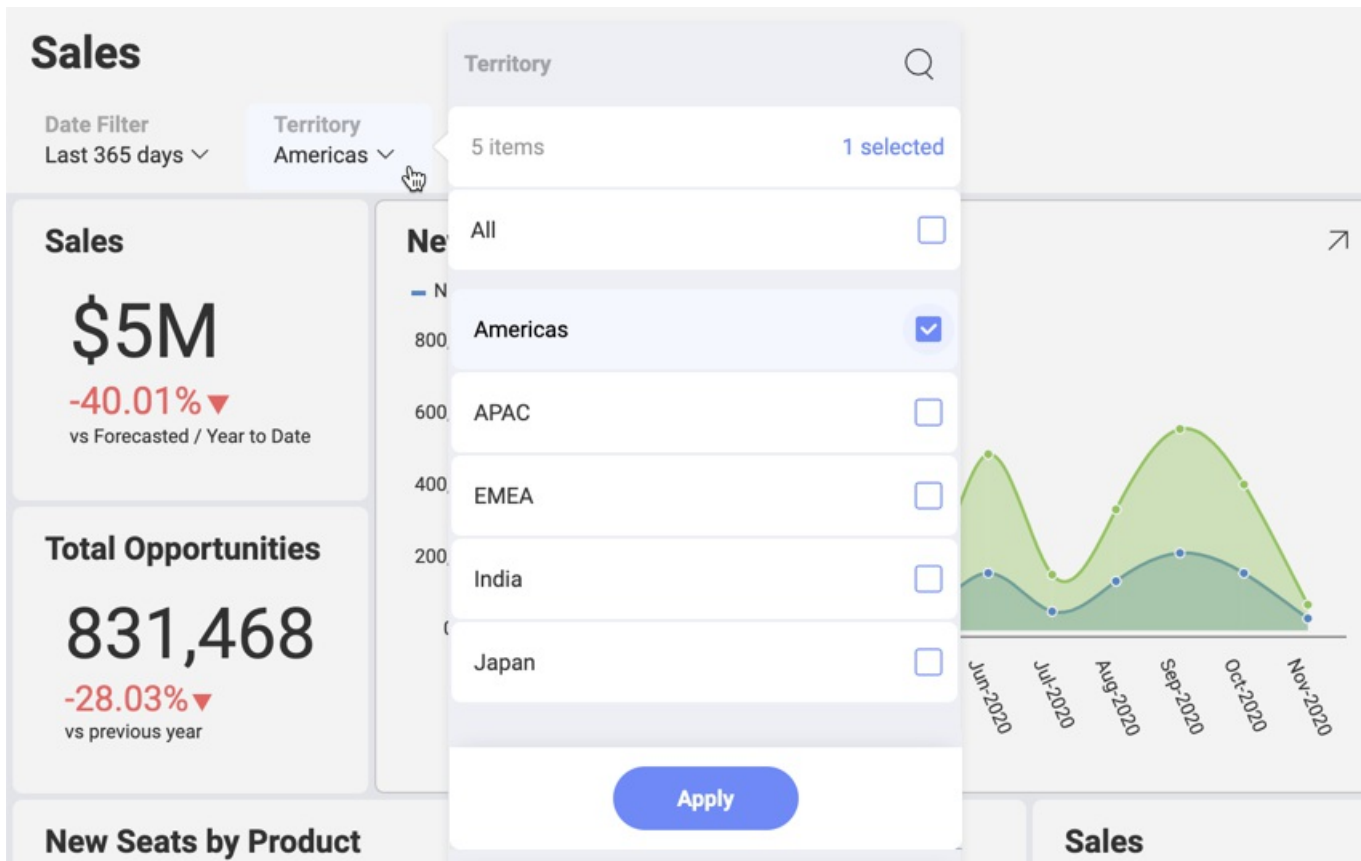 Sales
Date Filter
Last 365 days
Territory
Americas
Territory
5 items
1 selected
All
Americas
APAC
EMEA
India
Japan
Apply
Sales
$5M
-40.01%
vs Forecasted / Year to Date
Total Opportunities
831,468
-28.03%
vs previous year
Ne
N
800,
600,
400,
200,
0
Jun-2020
Jul-2020
Aug-2020
Sep-2020
Oct-2020
Nov-2020
New Seats by Product
Sales